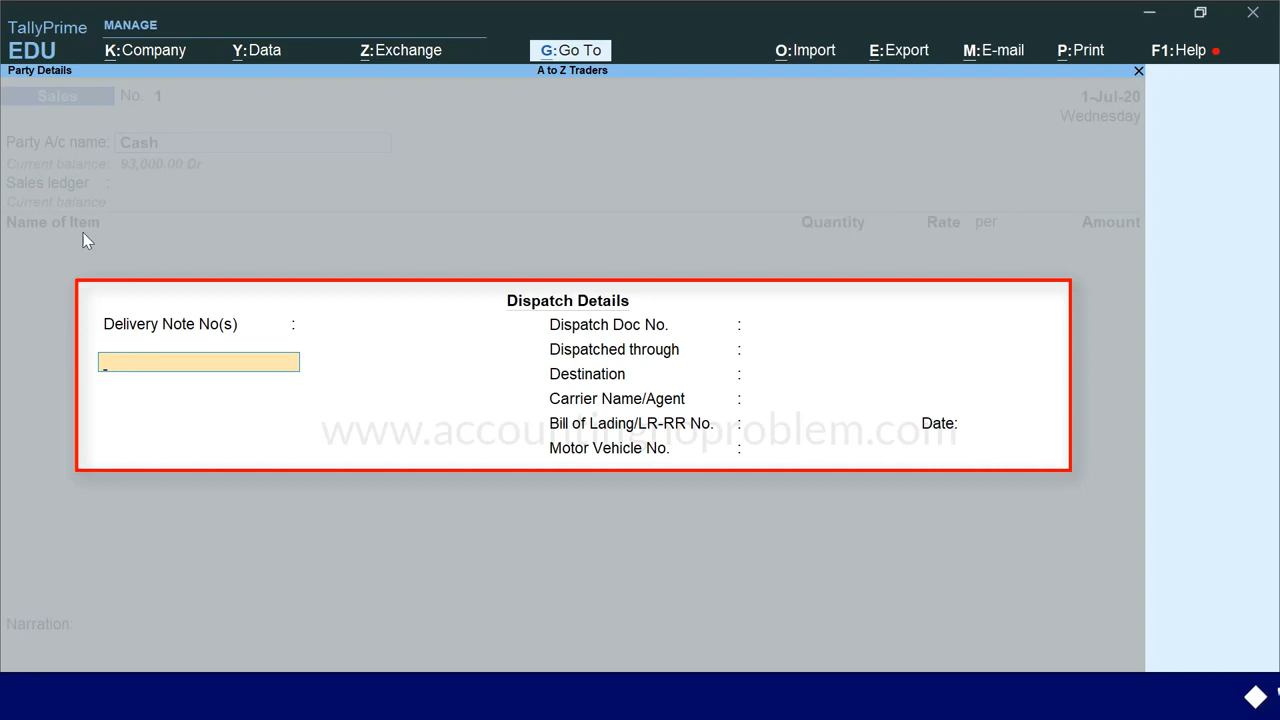 TallyPrime
EDU
MANAGE
K:Company
Y:Data
Z:Exchange
G:Go To
O:Import
E:Export
M:E-mail
P:Print
F1:Help
Party Details
A to Z Traders
Sales No. 1
1-Jul-20
Wednesday
Party A/c name: Cash
Current balance: 93,000.00 Dr
Sales ledger :
Current balance
Name of Item
Quantity
Rate per
Amount
Dispatch Details
Delivery Note No(s) :
Dispatch Doc No. :
Dispatched through :
Destination :
Carrier Name/Agent :
Bill of Lading/LR-RR No. : Date:
Motor Vehicle No. :
www.accountingnoproblem.com
Narration: